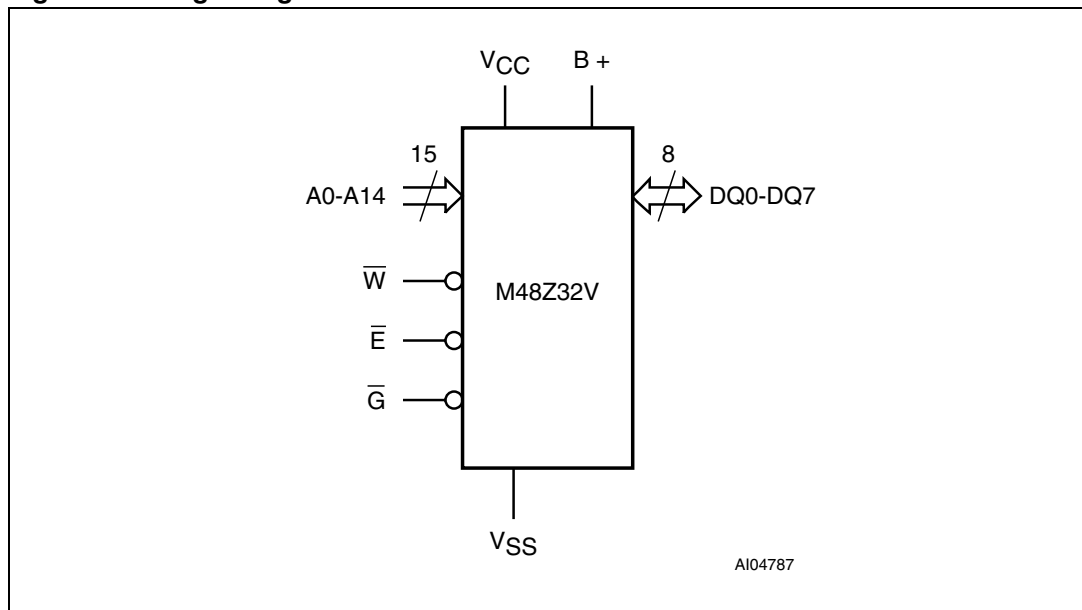 VCC B +
15 8
A0-A14 DQ0-DQ7
W̅
M48Z32V
E̅
G̅
VSS
AI04787